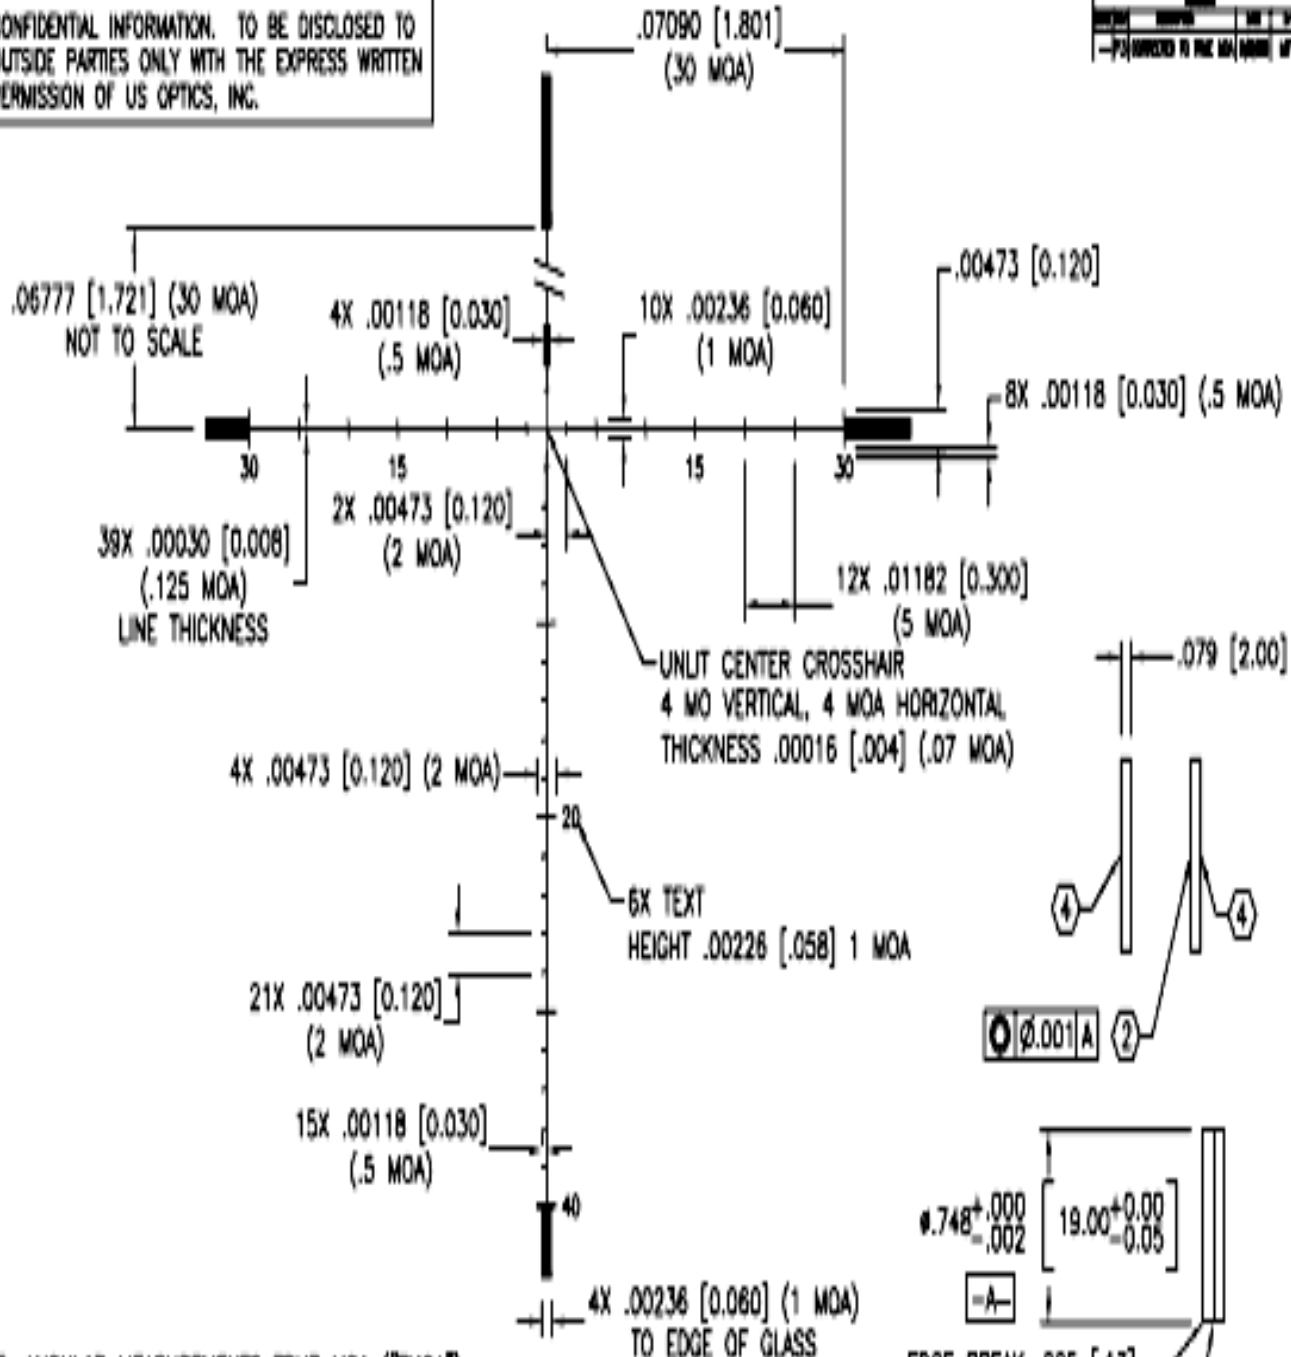 ONFIDENTIAL INFORMATION. TO BE DISCLOSED TO
UTSIDE PARTIES ONLY WITH THE EXPRESS WRITTEN
ERMISSION OF US OPTICS, INC.
.07090 [1.801]
(30 MOA)
.06777 [1.721] (30 MOA)
NOT TO SCALE
4X .00118 [0.030]
(.5 MOA)
10X .00236 [0.060]
(1 MOA)
.00473 [0.120]
8X .00118 [0.030] (.5 MOA)
30
15
15
30
2X .00473 [0.120]
(2 MOA)
39X .00030 [0.008]
(.125 MOA)
LINE THICKNESS
12X .01182 [0.300]
(5 MOA)
UNLIT CENTER CROSSHAIR
4 MO VERTICAL, 4 MOA HORIZONTAL
THICKNESS .00016 [.004] (.07 MOA)
.079 [2.00]
4X .00473 [0.120] (2 MOA)
20
6X TEXT
HEIGHT .00226 [.058] 1 MOA
4
4
21X .00473 [0.120]
(2 MOA)
Ø.001 A
2
15X .00118 [0.030]
(.5 MOA)
40
ø.748 +.000 -.002 [19.00 +0.00 -0.05]
-A-
4X .00236 [0.060] (1 MOA)
TO EDGE OF GLASS